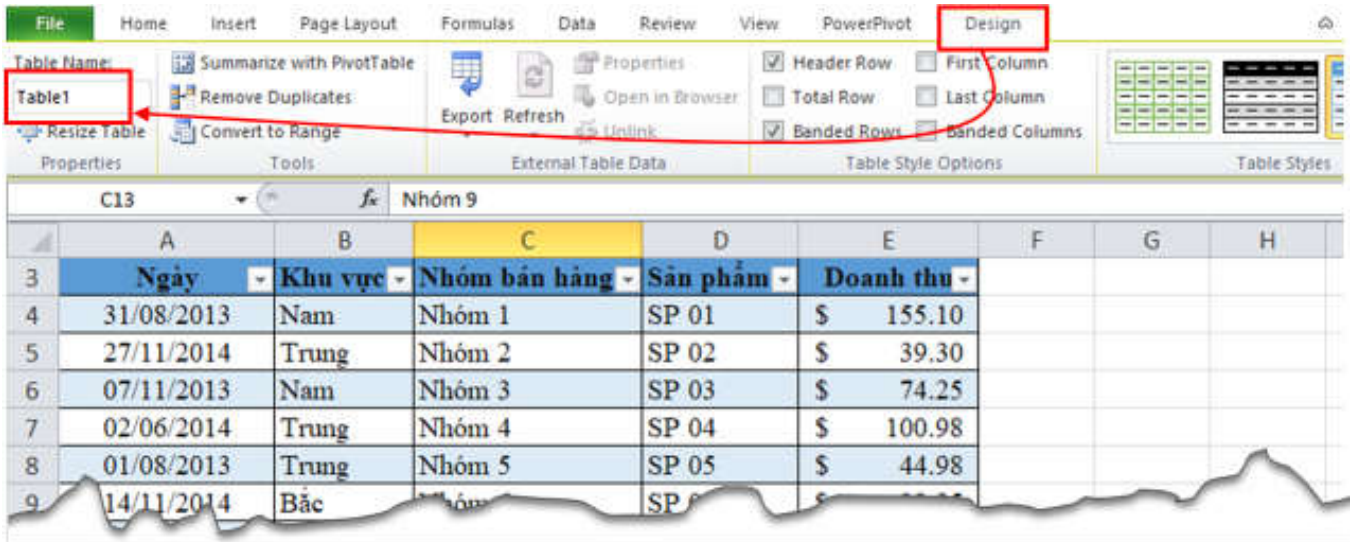 File Home Insert Page Layout Formulas Data Review View PowerPivot Design
Table Name: Summarize with PivotTable Properties Header Row First Column
Table1 Remove Duplicates Export Refresh Open in Browser Total Row Last Column
Resize Table Convert to Range Unlink Banded Rows Banded Columns
Properties Tools External Table Data Table Style Options Table Styles
C13 fx Nhóm 9
A B C D E F G H
3 Ngày Khu vực Nhóm bán hàng Sản phẩm Doanh thu
4 31/08/2013 Nam Nhóm 1 SP 01 $ 155.10
5 27/11/2014 Trung Nhóm 2 SP 02 $ 39.30
6 07/11/2013 Nam Nhóm 3 SP 03 $ 74.25
7 02/06/2014 Trung Nhóm 4 SP 04 $ 100.98
8 01/08/2013 Trung Nhóm 5 SP 05 $ 44.98
9 14/11/2014 Bắc SP